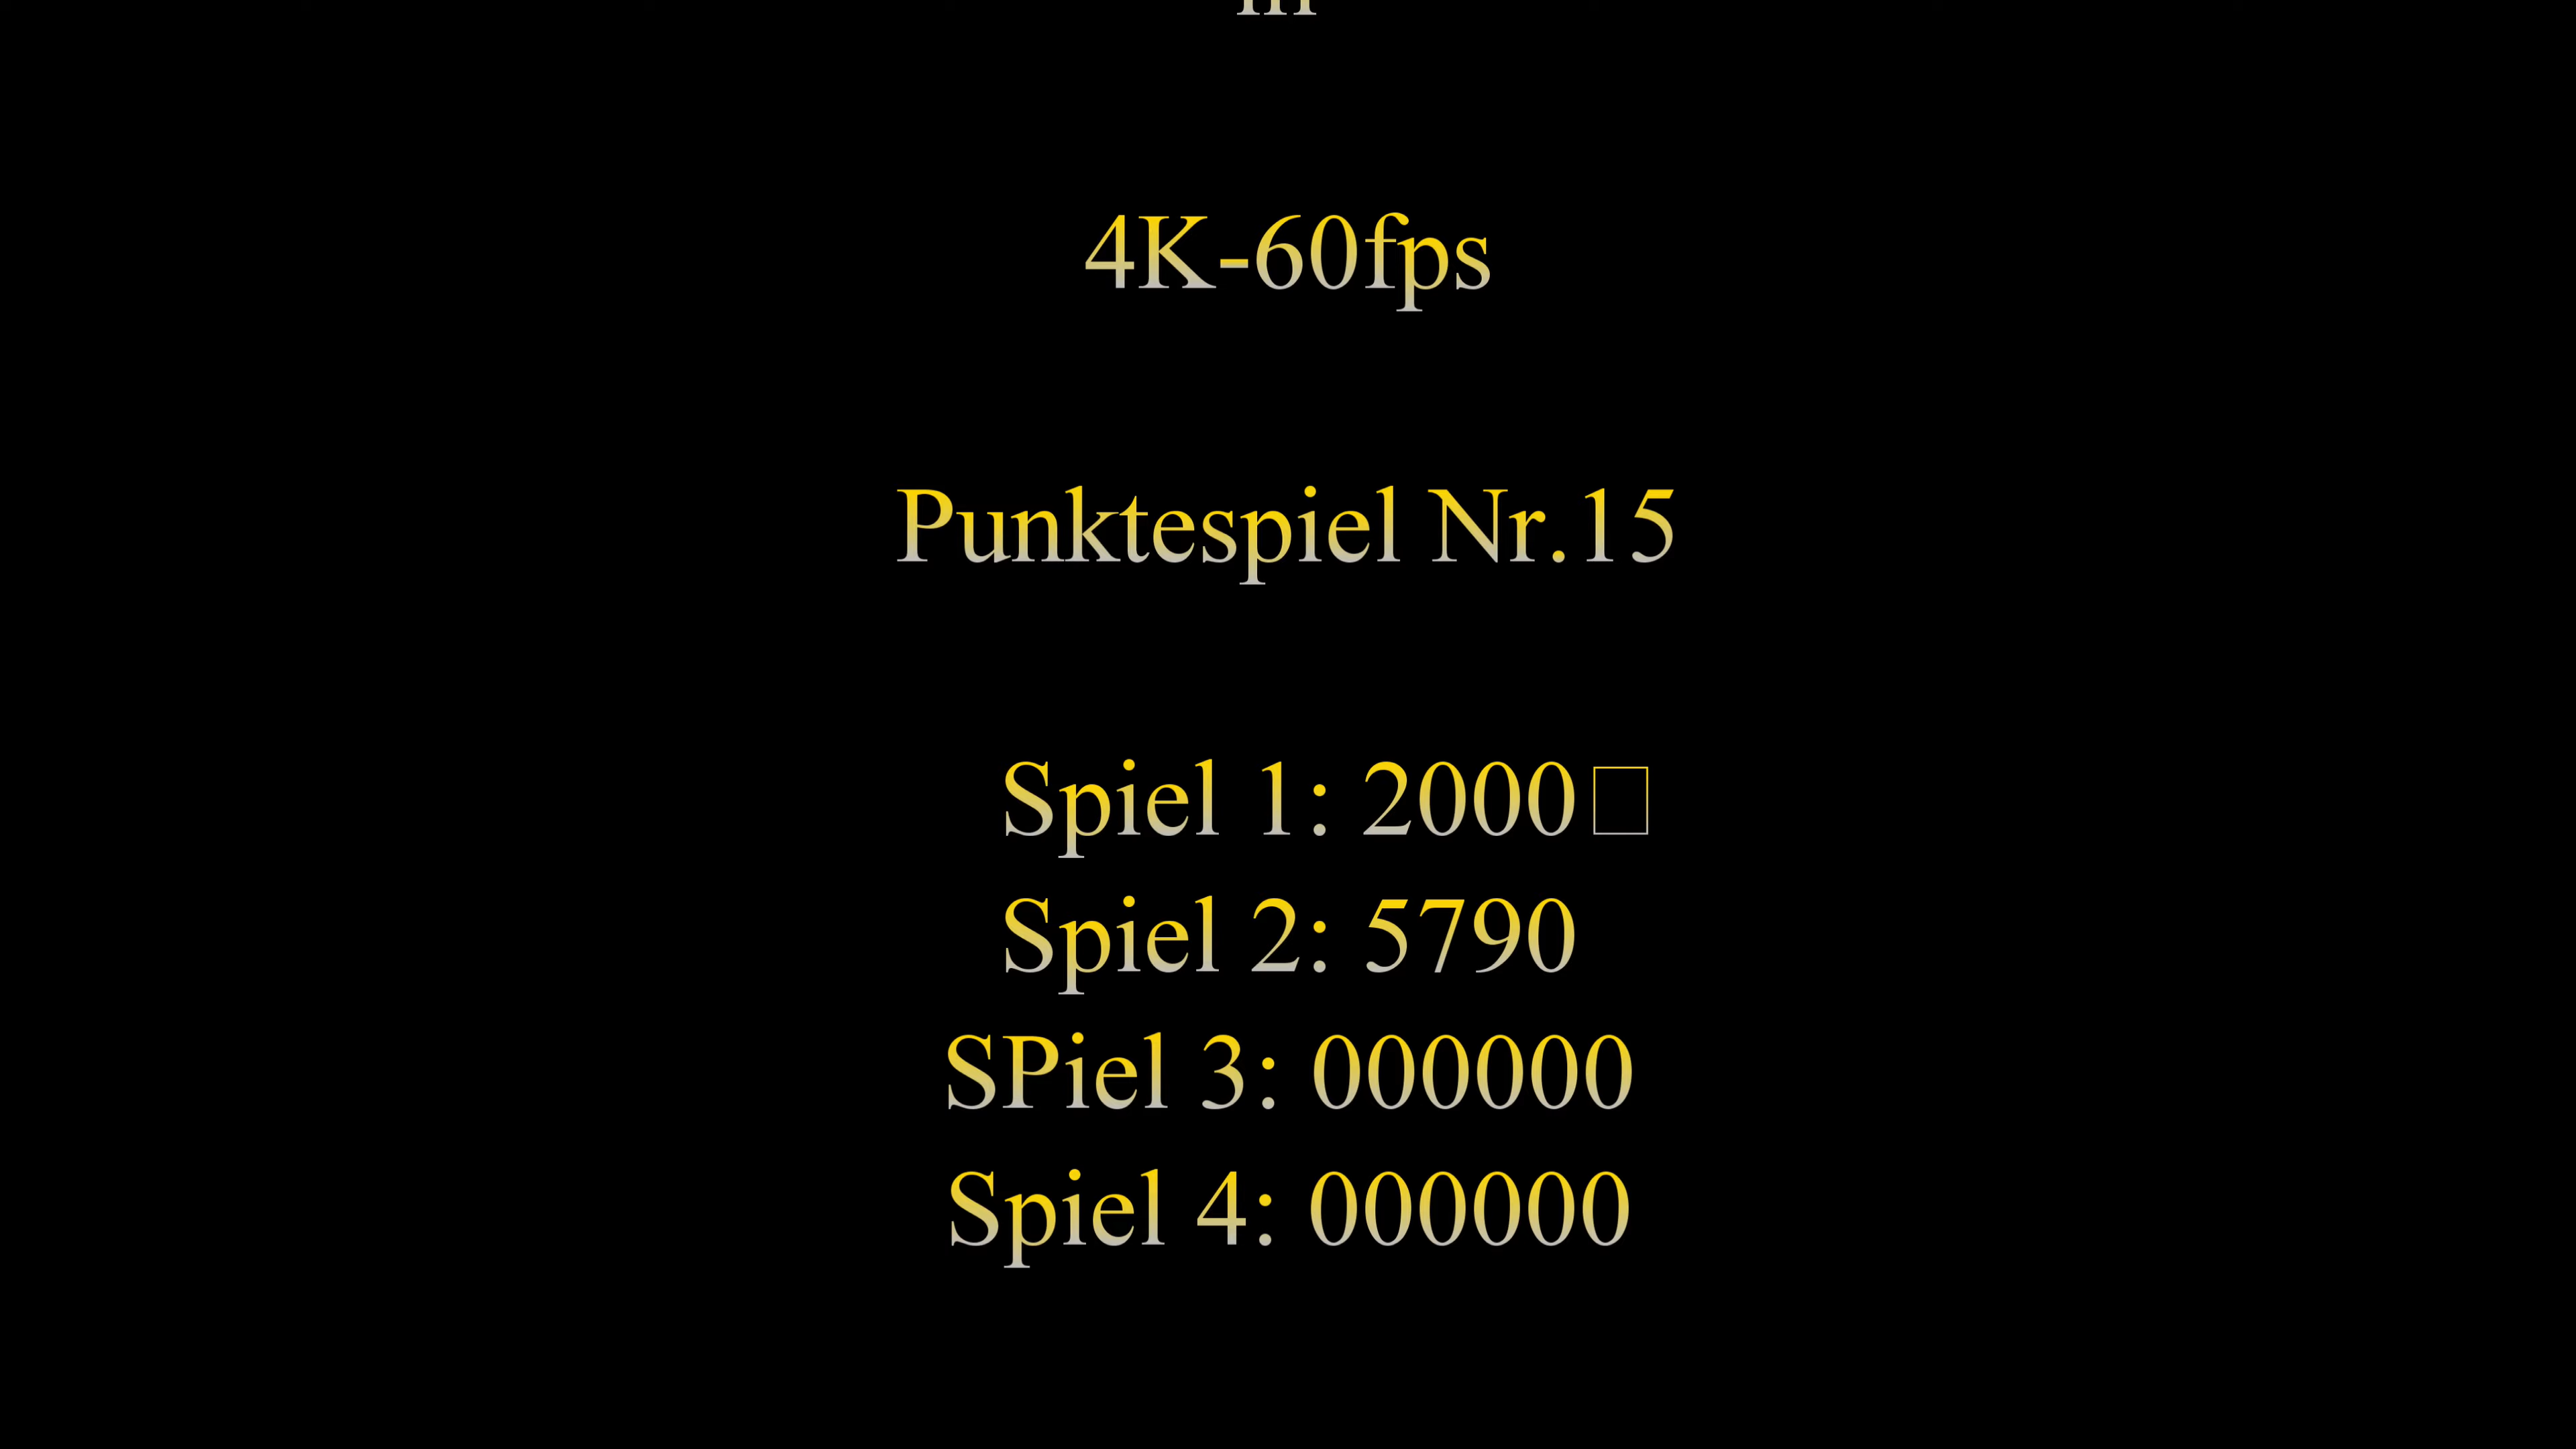 4K-60fps
Punktespiel Nr.15
Spiel 1: 2000□
Spiel 2: 5790
SPiel 3: 000000
Spiel 4: 000000